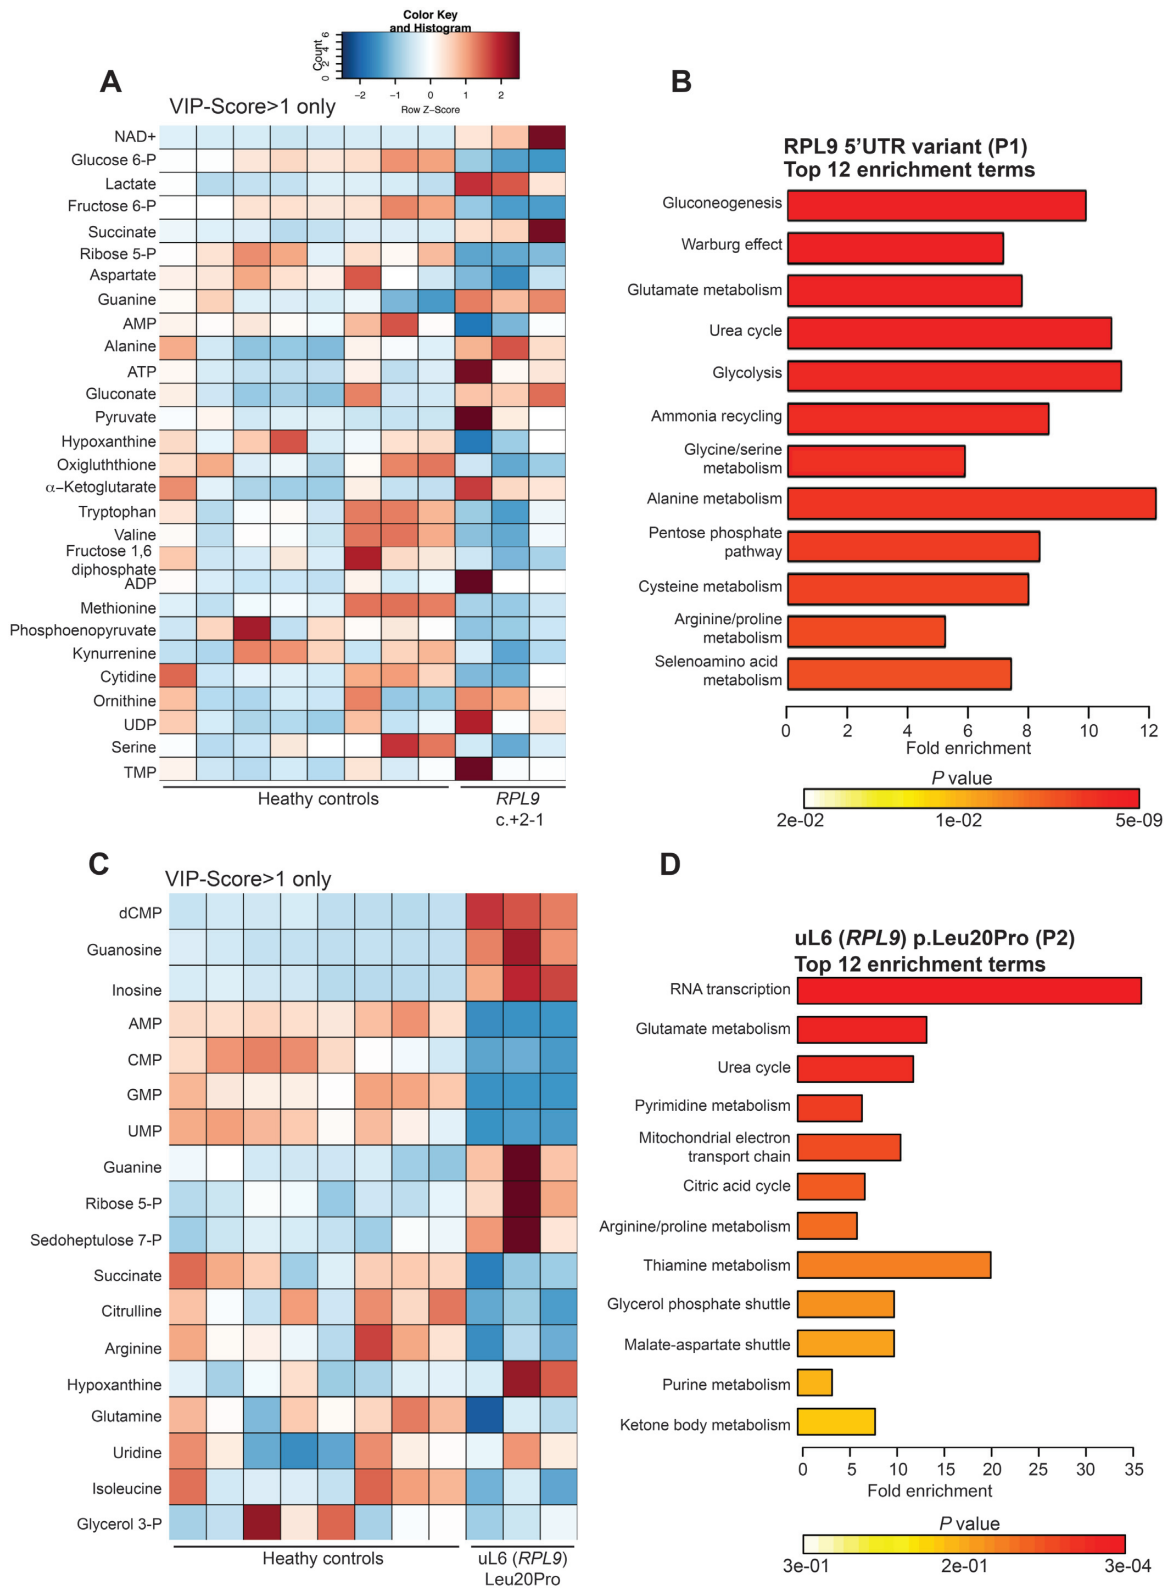 Color Key
and Histogram
Count
0 2 4 6
−2 −1 0 1 2
Row Z−Score
A
VIP-Score>1 only
NAD+
Glucose 6-P
Lactate
Fructose 6-P
Succinate
Ribose 5-P
Aspartate
Guanine
AMP
Alanine
ATP
Gluconate
Pyruvate
Hypoxanthine
Oxigluththione
α−Ketoglutarate
Tryptophan
Valine
Fructose 1,6
diphosphate
ADP
Methionine
Phosphoenopyruvate
Kynurrenine
Cytidine
Ornithine
UDP
Serine
TMP
Heathy controls
RPL9
c.+2-1
B
RPL9 5’UTR variant (P1)
Top 12 enrichment terms
Gluconeogenesis
Warburg effect
Glutamate metabolism
Urea cycle
Glycolysis
Ammonia recycling
Glycine/serine
metabolism
Alanine metabolism
Pentose phosphate
pathway
Cysteine metabolism
Arginine/proline
metabolism
Selenoamino acid
metabolism
0 2 4 6 8 10 12
Fold enrichment
P value
2e-02 1e-02 5e-09
C
VIP-Score>1 only
dCMP
Guanosine
Inosine
AMP
CMP
GMP
UMP
Guanine
Ribose 5-P
Sedoheptulose 7-P
Succinate
Citrulline
Arginine
Hypoxanthine
Glutamine
Uridine
Isoleucine
Glycerol 3-P
Heathy controls
uL6 (RPL9)
Leu20Pro
D
uL6 (RPL9) p.Leu20Pro (P2)
Top 12 enrichment terms
RNA transcription
Glutamate metabolism
Urea cycle
Pyrimidine metabolism
Mitochondrial electron
transport chain
Citric acid cycle
Arginine/proline metabolism
Thiamine metabolism
Glycerol phosphate shuttle
Malate-aspartate shuttle
Purine metabolism
Ketone body metabolism
0 5 10 15 20 25 30 35
Fold enrichment
P value
3e-01 2e-01 3e-04